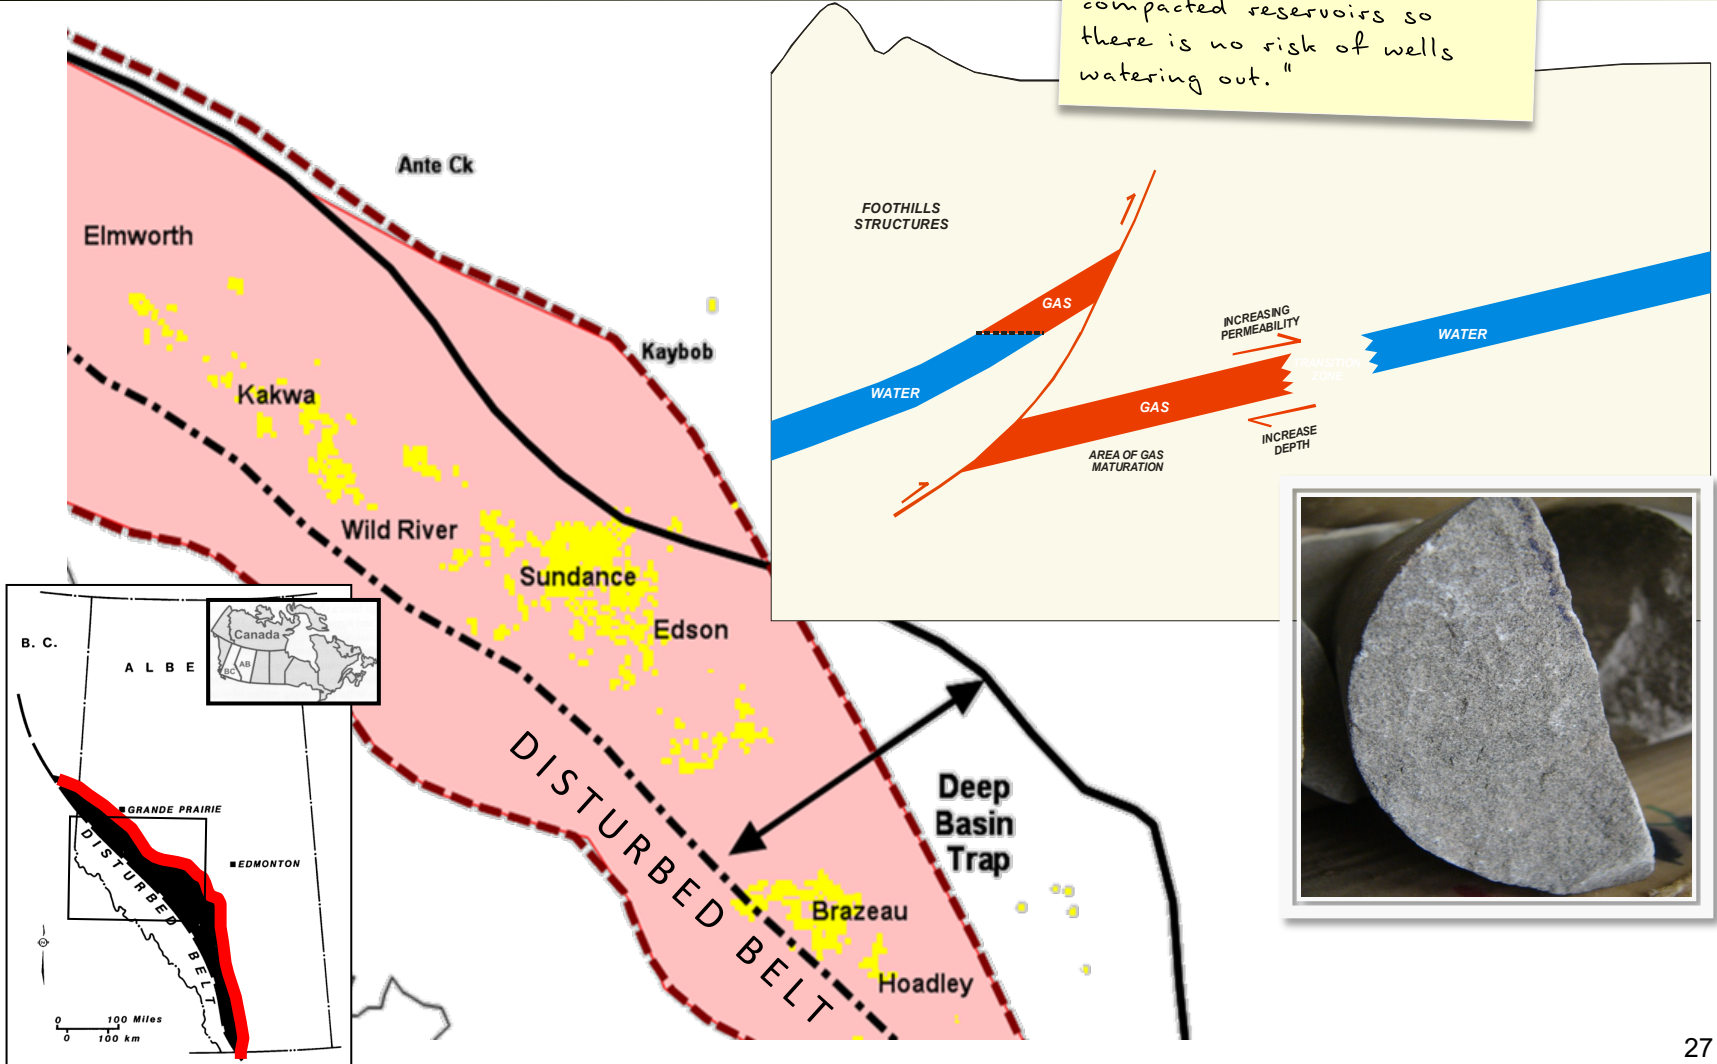 compacted reservoirs so
there is no risk of wells
watering out."
Ante Ck
Elmworth
Kaybob
Kakwa
Wild River
Sundance
Edson
DISTURBED BELT
Deep
Basin
Trap
Brazeau
Hoadley
FOOTHILLS
STRUCTURES
GAS
WATER
INCREASING
PERMEABILITY
TRANSITION
ZONE
WATER
GAS
INCREASE
DEPTH
AREA OF GAS
MATURATION
B. C.
A L B E
Canada
BC
AB
GRANDE PRAIRIE
EDMONTON
DISTURBED BELT
0 100 Miles
0 100 km
27